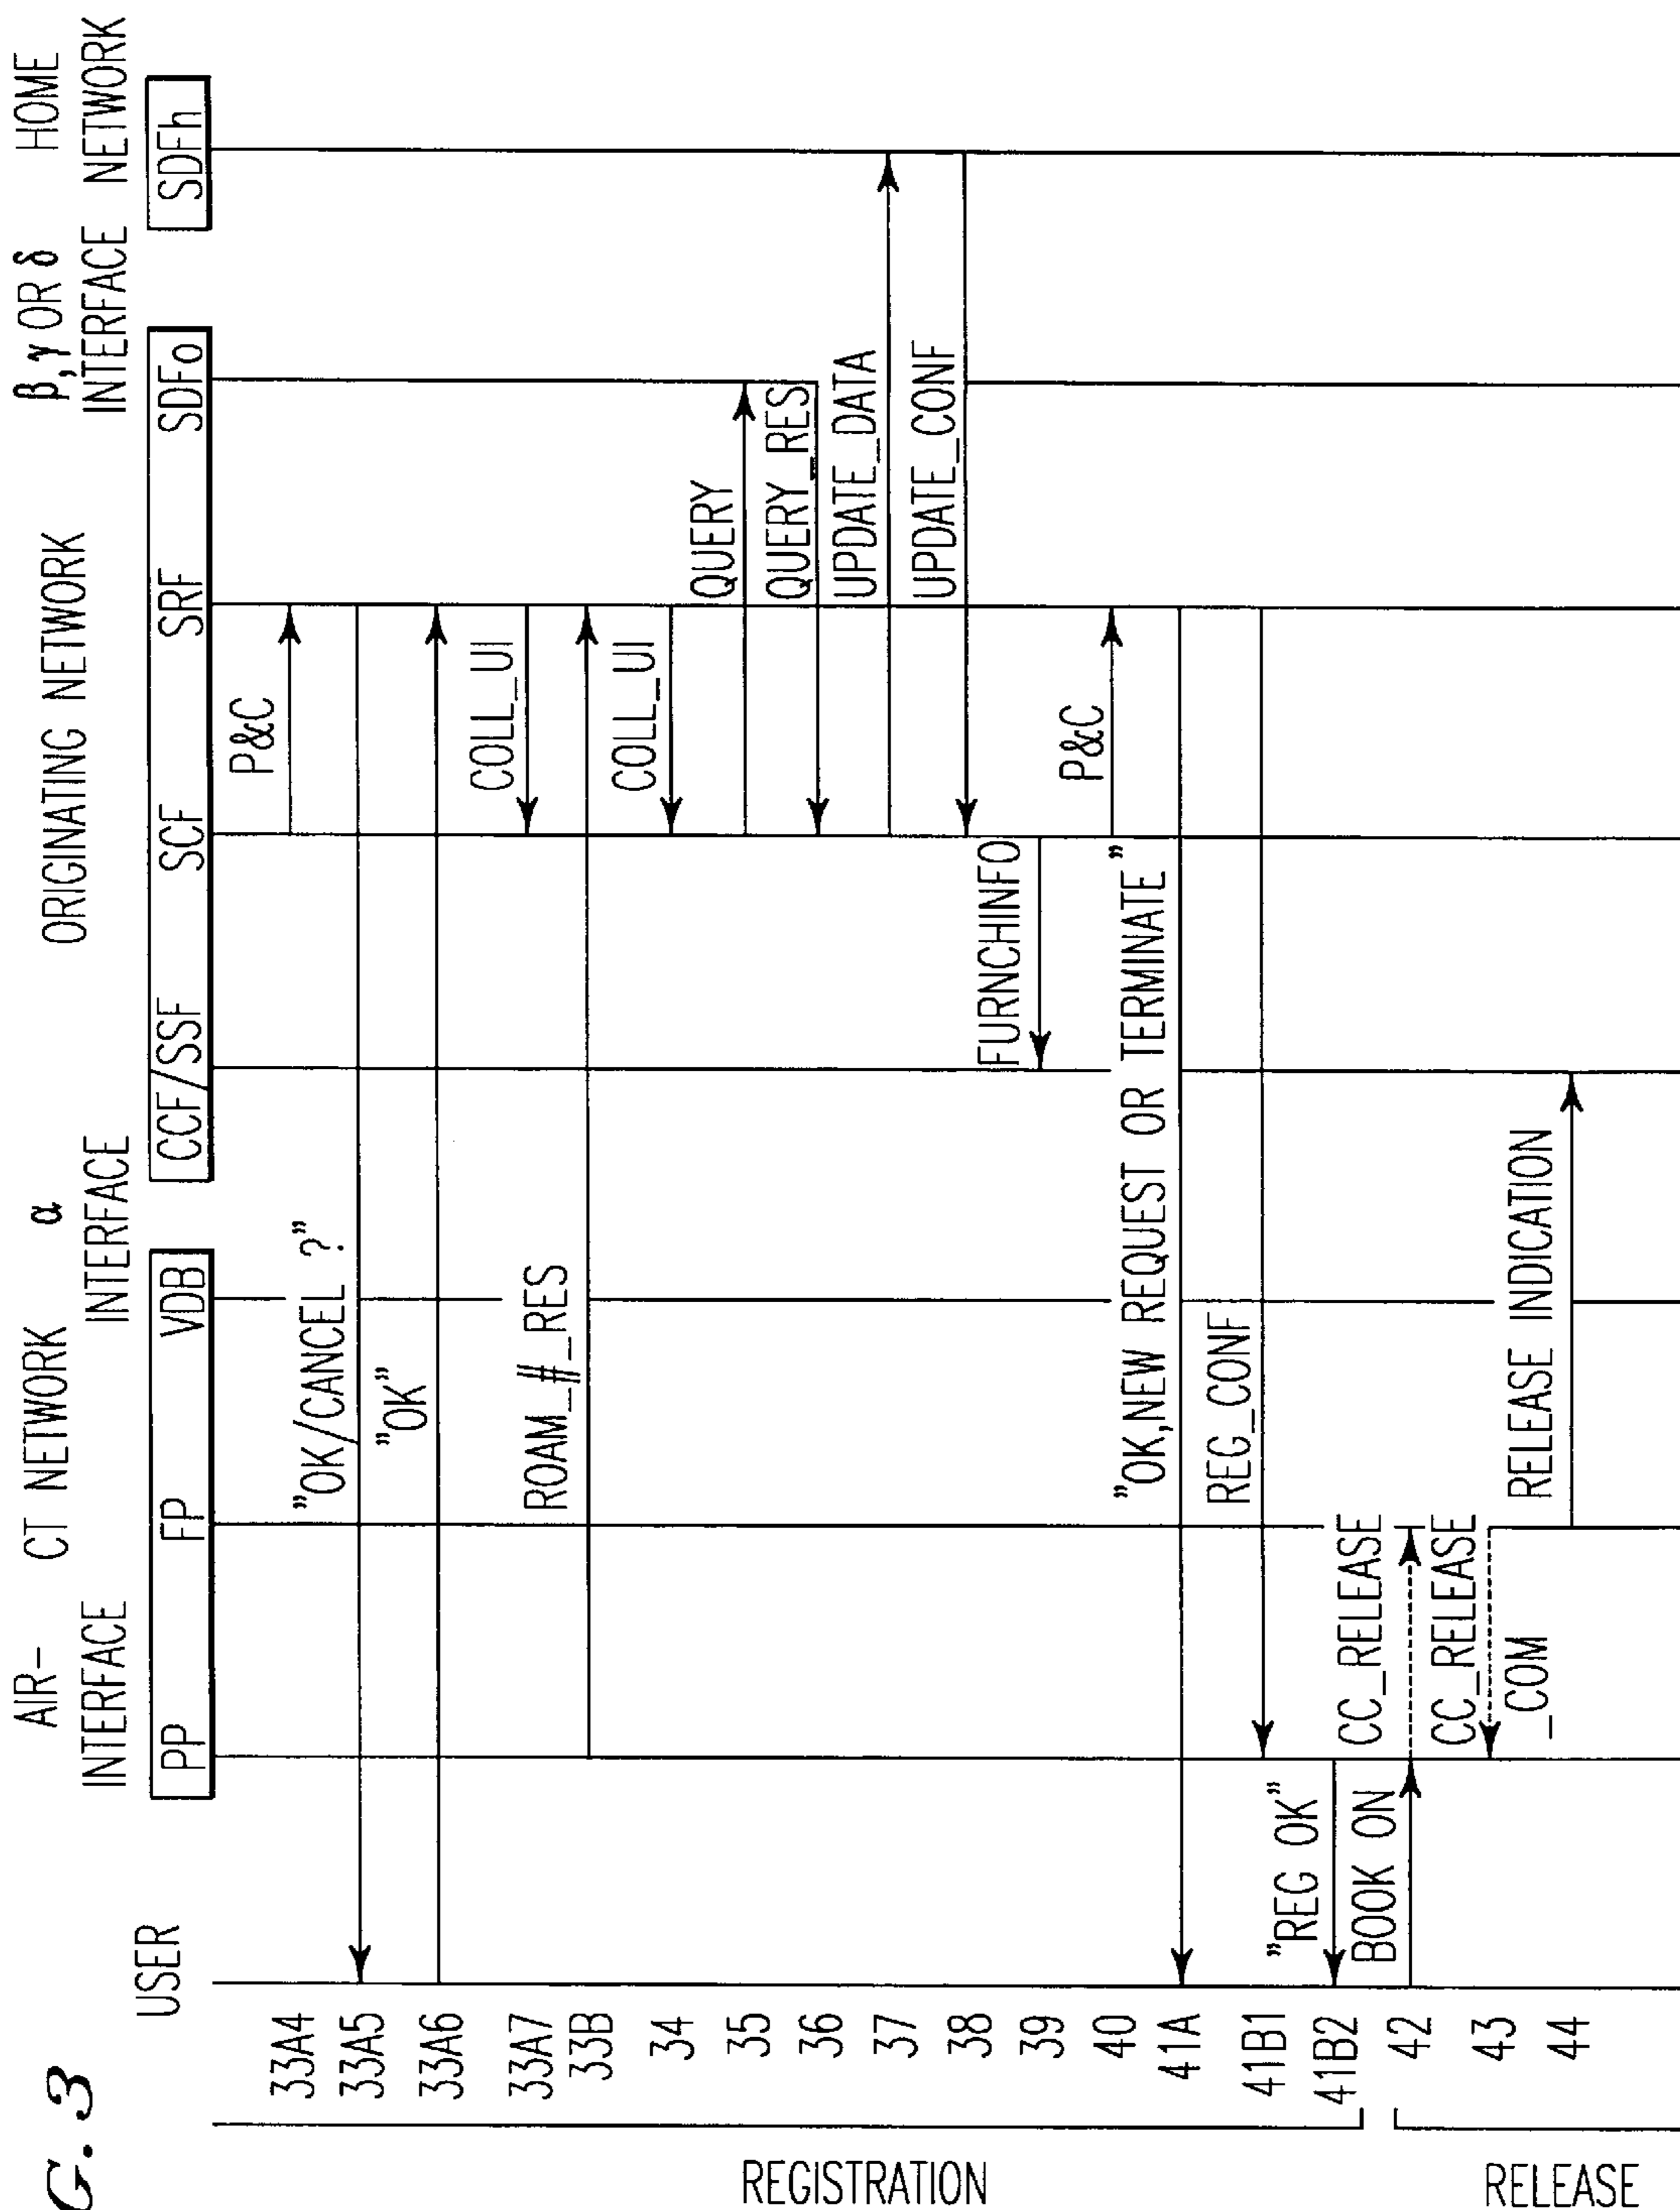 G. 3
AIR-
INTERFACE
CT NETWORK
α
INTERFACE
ORIGINATING NETWORK
β, γ OR δ
INTERFACE
HOME
NETWORK
USER
PP
FP
VDB
CCF/SSF
SCF
SRF
SDFo
SDFh
33A4
P&C
33A5
"OK/CANCEL ?"
33A6
"OK"
33A7
COLL_UI
33B
ROAM_#_RES
34
COLL_UI
35
QUERY
36
QUERY_RES
37
UPDATE_DATA
38
UPDATE_CONF
39
FURNCHINFO
40
P&C
41A
"OK,NEW REQUEST OR TERMINATE"
41B1
REG_CONF
41B2
"REG OK"
42
BOOK ON
CC_RELEASE
43
CC_RELEASE
_COM
44
RELEASE INDICATION
REGISTRATION
RELEASE